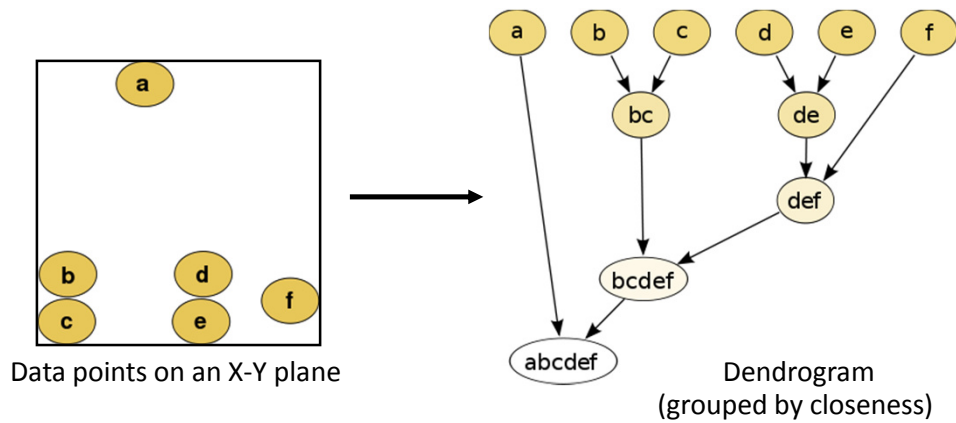 a
b
c
d
e
f
Data points on an X-Y plane
a b c d e f
bc de
def
bcdef
abcdef
Dendrogram
(grouped by closeness)